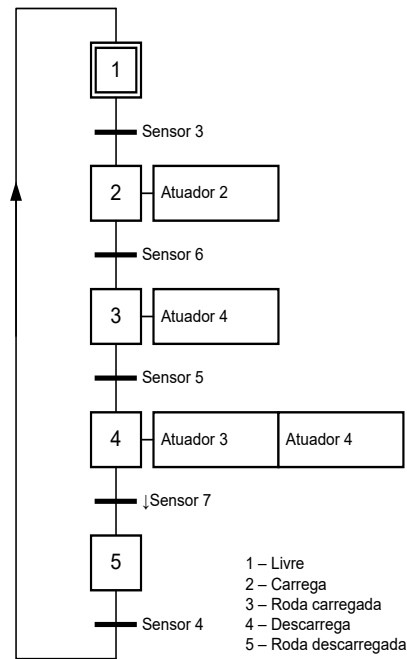 1
Sensor 3
2
Atuador 2
Sensor 6
3
Atuador 4
Sensor 5
4
Atuador 3
Atuador 4
↓Sensor 7
5
Sensor 4
1 – Livre
2 – Carrega
3 – Roda carregada
4 – Descarrega
5 – Roda descarregada